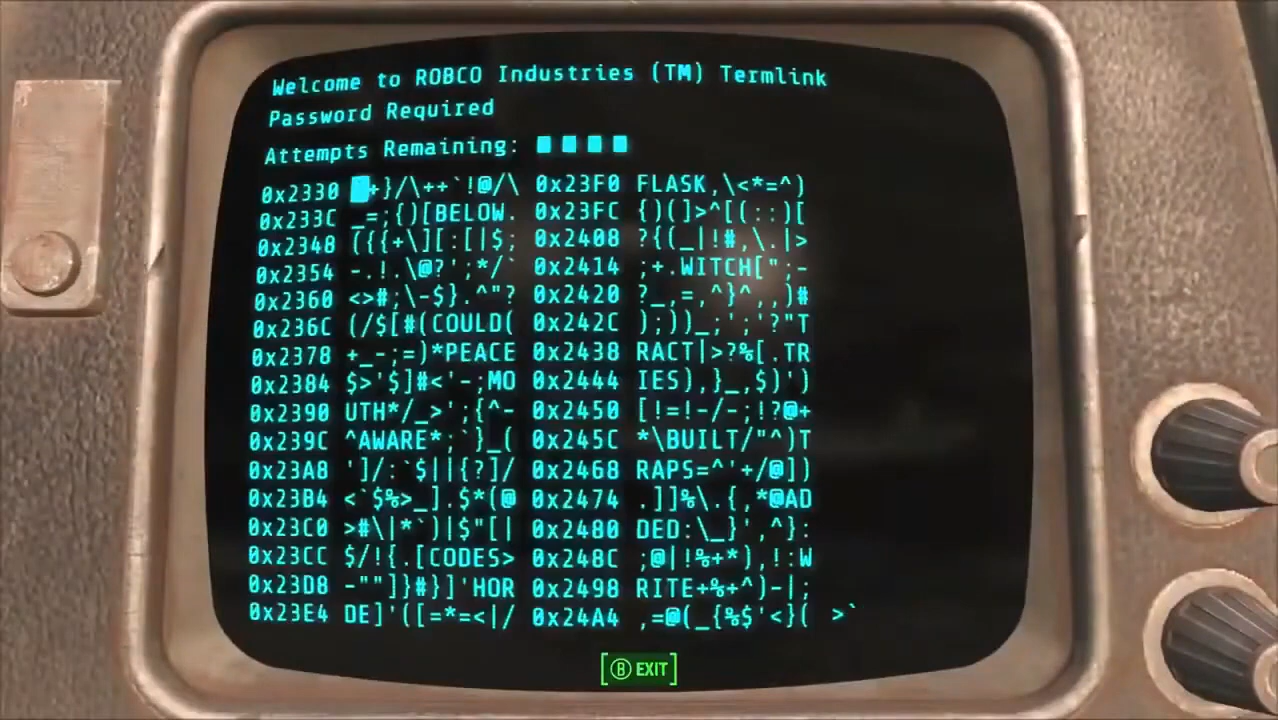 Welcome to ROBCO Industries (TM) Termlink
Password Required
Attempts Remaining: ■ ■ ■ ■
0x2330 █+}/\++`!@/\ 0x23F0 FLASK,\<*=^)
0x233C _=;{)[BELOW. 0x23FC {)(]>^[(::)[
0x2348 ({{+\][:[|$; 0x2408 ?{(_|!#,\.|>
0x2354 -.!.\@?';*/` 0x2414 ;+.WITCH[";-
0x2360 <>#;\-$}.^"? 0x2420 ?_,=,^}^,,)#
0x236C (/$[#(COULD( 0x242C );))_;';'?"T
0x2378 +_-;=)*PEACE 0x2438 RACT|>?%[.TR
0x2384 $>'$]#<'-;MO 0x2444 IES),}_,$)')
0x2390 UTH*/_>';{^- 0x2450 [!=!-/-;!?@+
0x239C ^AWARE*;`}_( 0x245C *\BUILT/"^)T
0x23A8 ']/:`$||{?]/ 0x2468 RAPS=^'+/@])
0x23B4 <`$%>_].$*(@ 0x2474 .]]%\.{,*@AD
0x23C0 >#\|*`)|$"[| 0x2480 DED:\_}',^}:
0x23CC $/!{.[CODES> 0x248C ;@|!%+*),!:W
0x23D8 -""]}#}]'HOR 0x2498 RITE+%+^)-|;
0x23E4 DE]'([=*=<|/ 0x24A4 ,=@(_{%$'<}( >`
Ⓑ EXIT